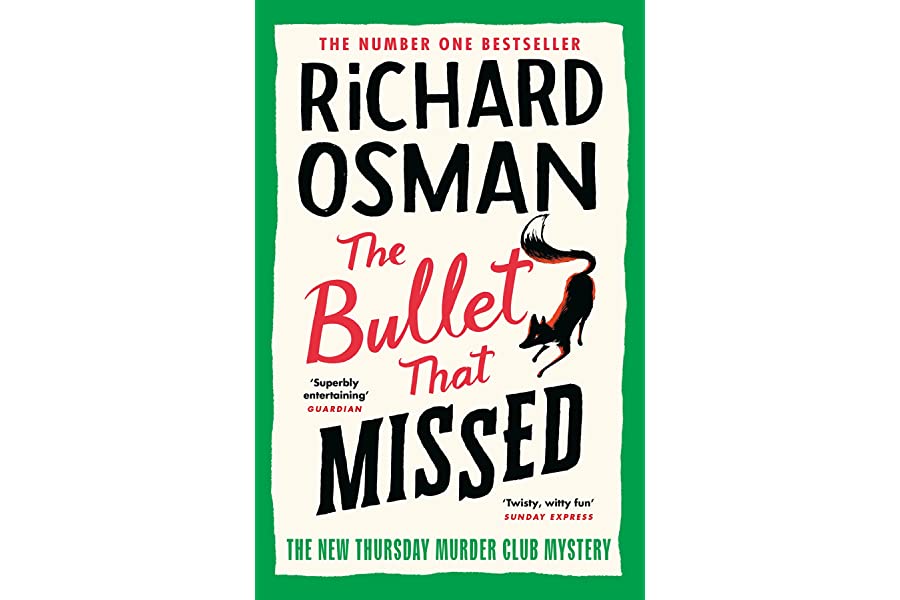 THE NUMBER ONE BESTSELLER
RiCHARD
OSMAN
The
Bullet
That
'Superbly
entertaining'
GUARDIAN
MISSED
'Twisty, witty fun'
SUNDAY EXPRESS
THE NEW THURSDAY MURDER CLUB MYSTERY